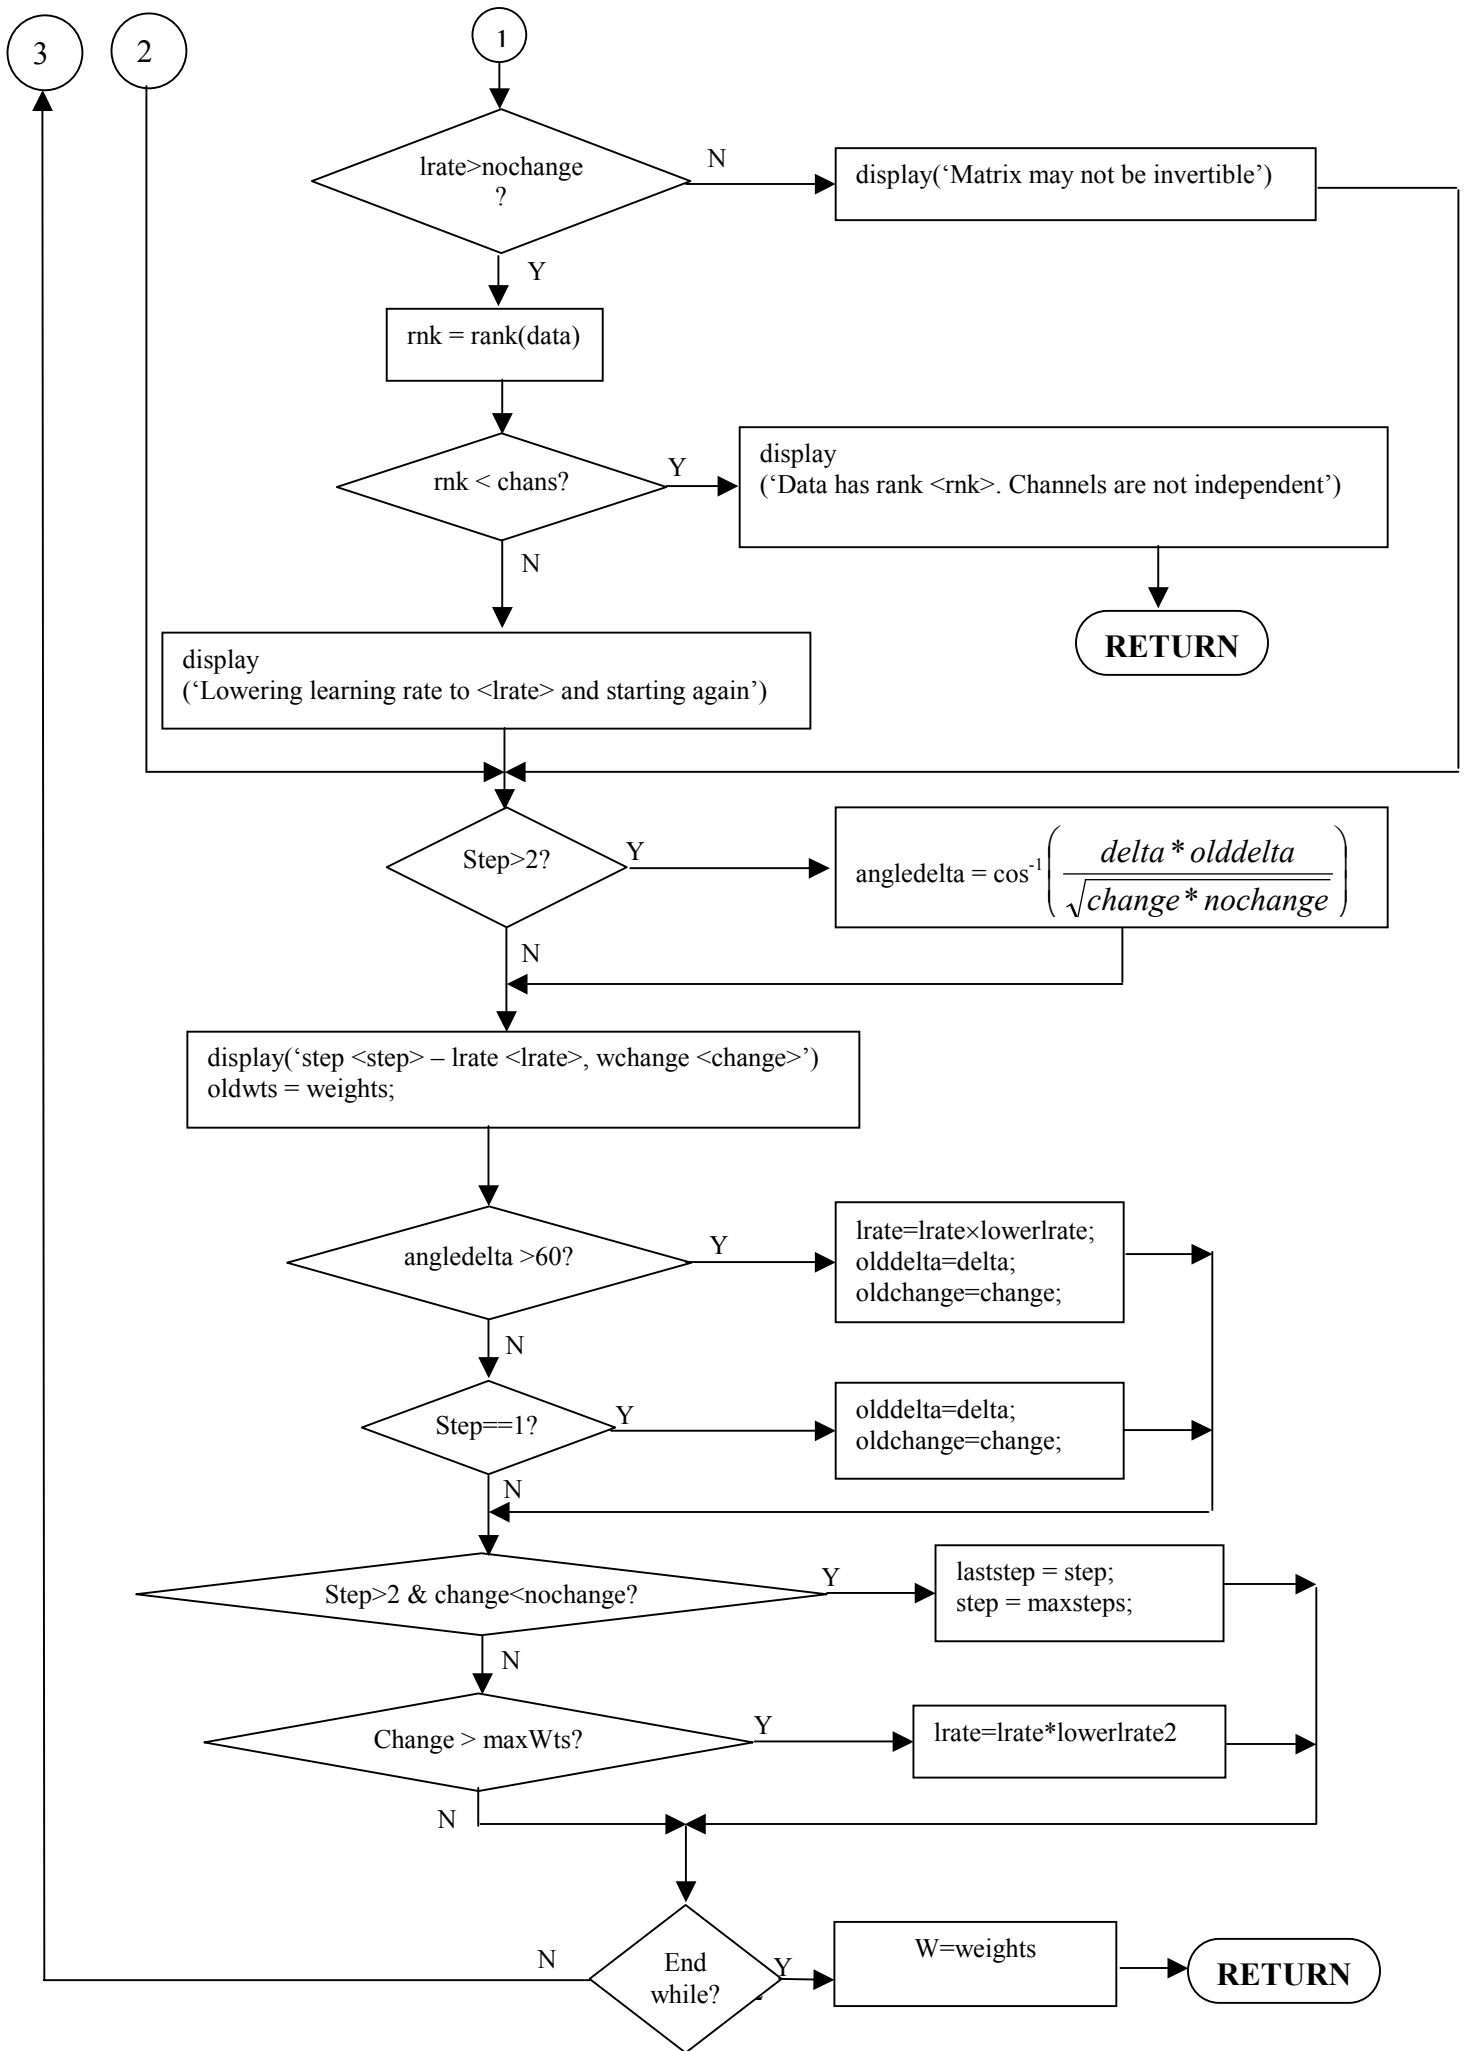 3
2
1
lrate>nochange
?
N
display(‘Matrix may not be invertible’)
Y
rnk = rank(data)
rnk < chans?
Y
display
(‘Data has rank <rnk>. Channels are not independent’)
N
RETURN
display
(‘Lowering learning rate to <lrate> and starting again’)
Step>2?
Y
angledelta = cos⁻¹(delta * olddelta / √(change * nochange))
N
display(‘step <step> – lrate <lrate>, wchange <change>’)
oldwts = weights;
angledelta >60?
Y
lrate=lrate×lowerlrate;
olddelta=delta;
oldchange=change;
N
Step==1?
Y
olddelta=delta;
oldchange=change;
N
Step>2 & change<nochange?
Y
laststep = step;
step = maxsteps;
N
Change > maxWts?
Y
lrate=lrate*lowerlrate2
N
N
End
while?
Y
W=weights
RETURN